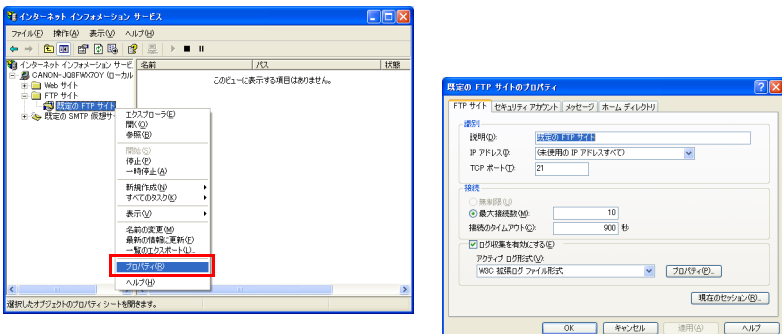 インターネット インフォメーション サービス
ファイル(F) 操作(A) 表示(V) ヘルプ(H)
インターネット インフォメーション サービ
名前 パス 状態
CANON-JQ8FWX7OY (ローカル
このビューに表示する項目はありません。
Web サイト
FTP サイト
既定の FTP サイト
既定の SMTP 仮想サ
エクスプローラ(E)
開く(O)
参照(B)
開始(S)
停止(P)
一時停止(A)
新規作成(N)
すべてのタスク(K)
表示(V)
名前の変更(M)
最新の情報に更新(F)
一覧のエクスポート(L)...
プロパティ(R)
ヘルプ(H)
選択したオブジェクトのプロパティ シートを開きます。
既定の FTP サイトのプロパティ
FTP サイト セキュリティ アカウント メッセージ ホーム ディレクトリ
識別
説明(D): 既定の FTP サイト
IP アドレス(I): (未使用の IP アドレスすべて)
TCP ポート(T): 21
接続
無制限(U)
最大接続数(M): 10
接続のタイムアウト(C): 900 秒
ログ収集を有効にする(E)
アクティブ ログ形式(V):
W3C 拡張ログ ファイル形式 プロパティ(P)...
現在のセッション(R)...
OK キャンセル 適用(A) ヘルプ